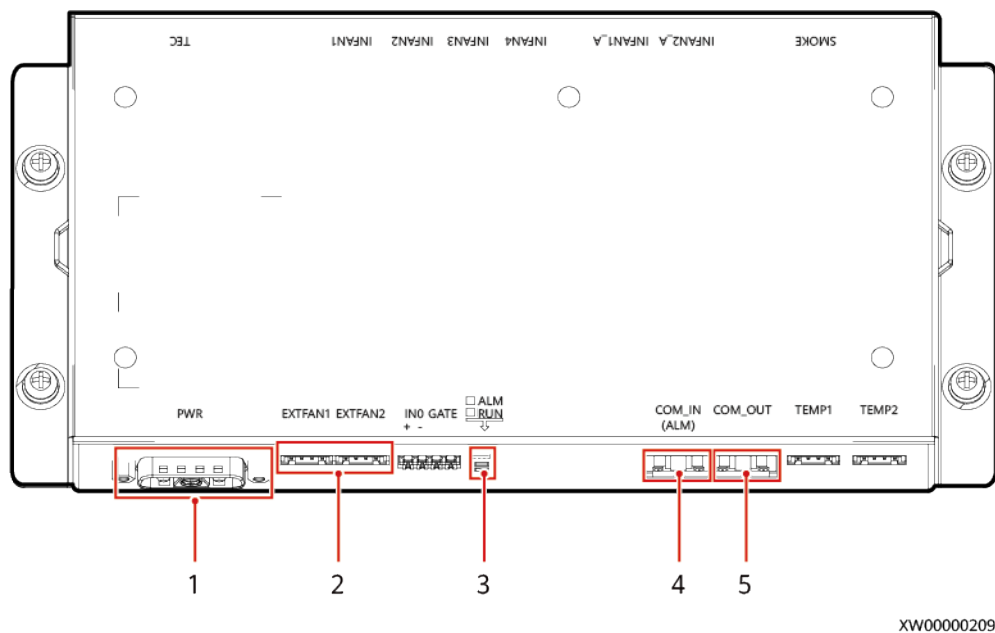 TEC INFAN1 INFAN2 INFAN3 INFAN4 INFAN1_A INFAN2_A SMOKE
PWR EXTFAN1 EXTFAN2 IN0 GATE ALM COM_IN COM_OUT TEMP1 TEMP2
+ - RUN (ALM)
1 2 3 4 5
XW00000209